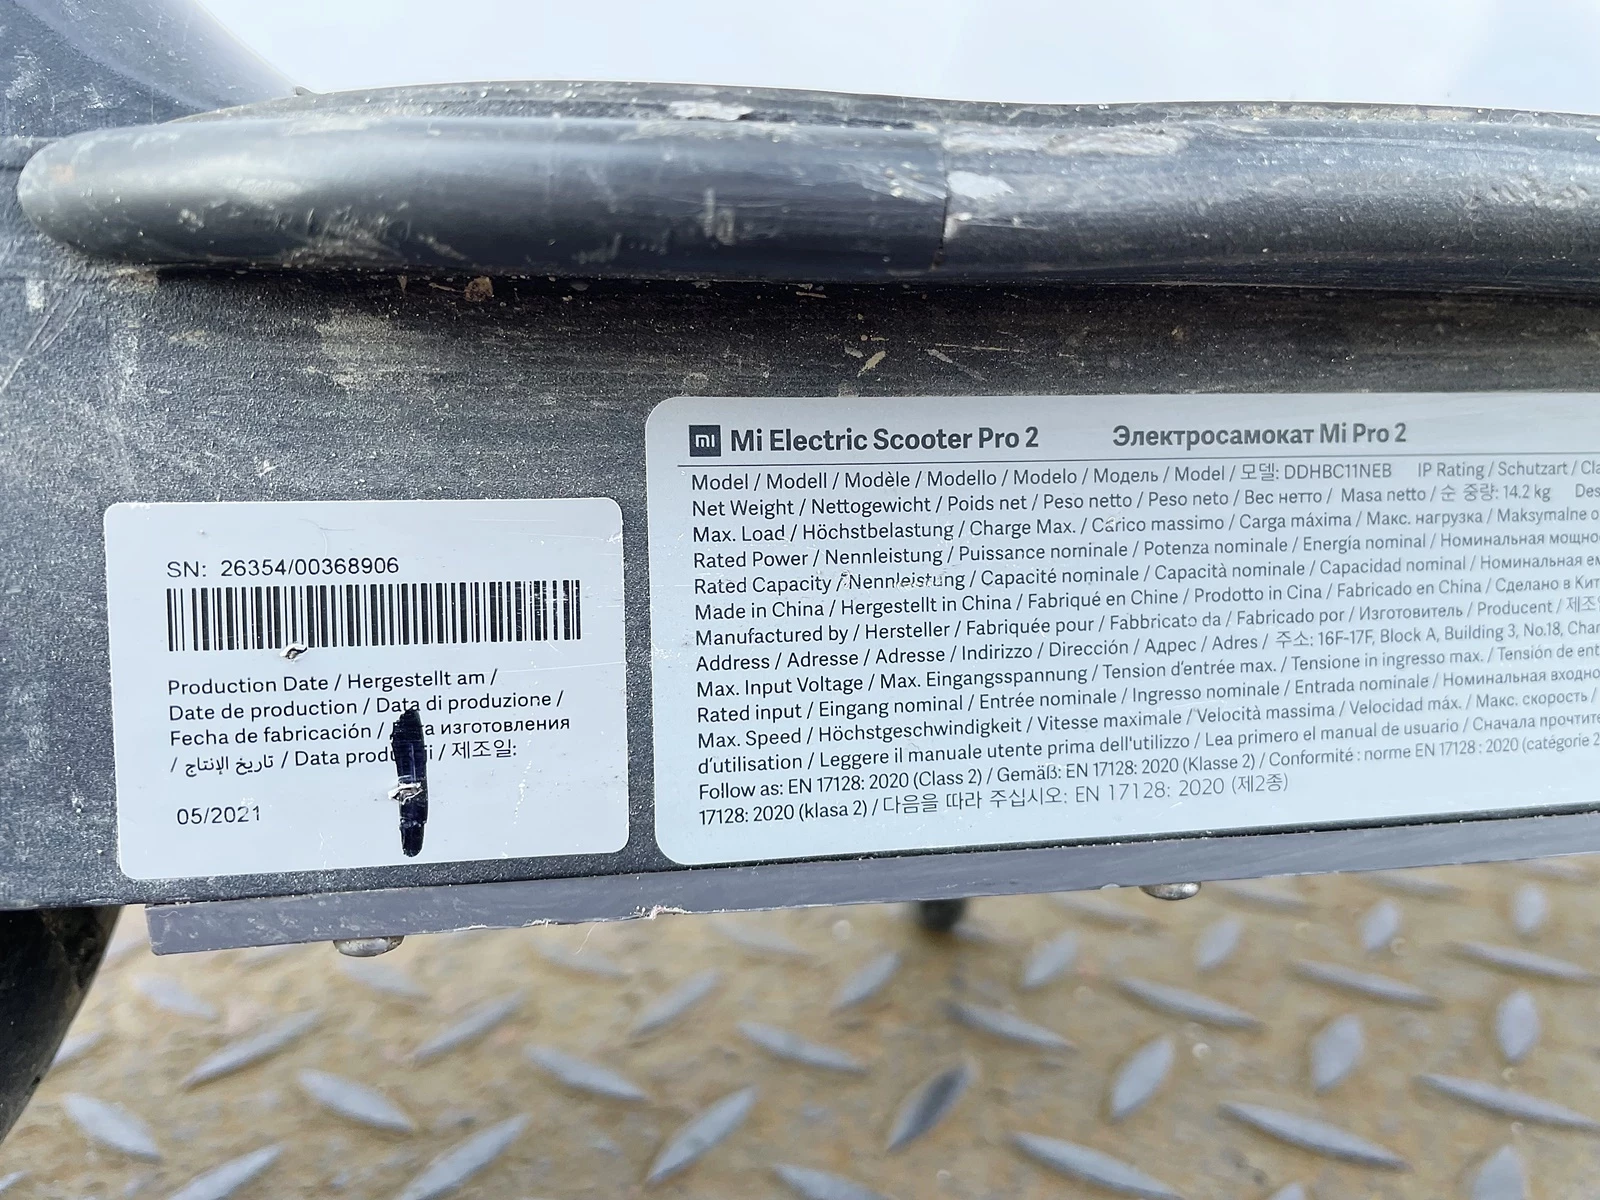 SN: 26354/00368906
Production Date / Hergestellt am /
Date de production / Data di produzione /
Fecha de fabricación / изготовления
/ تاريخ الإنتاج / Data / 제조일:
05/2021
mi Mi Electric Scooter Pro 2 Электросамокат Mi Pro 2
Model / Modell / Modèle / Modello / Modelo / Модель / Model / 모델: DDHBC11NEB IP Rating / Schutzart /
Net Weight / Nettogewicht / Poids net / Peso netto / Peso neto / Вес нетто / Masa netto / 순 중량: 14.2 kg
Max. Load / Höchstbelastung / Charge Max. / Carico massimo / Carga máxima / Макс. нагрузка / Maksymalne
Rated Power / Nennleistung / Puissance nominale / Potenza nominale / Energía nominal / Номинальная
Rated Capacity / Nennleistung / Capacité nominale / Capacità nominale / Capacidad nominal / Номинальная
Made in China / Hergestellt in China / Fabriqué en Chine / Prodotto in Cina / Fabricado en China / Сделано в
Manufactured by / Hersteller / Fabriquée pour / Fabbricato da / Fabricado por / Изготовитель / Producent /
Address / Adresse / Adresse / Indirizzo / Dirección / Адрес / Adres / 주소: 16F-17F, Block A, Building 3, No.18,
Max. Input Voltage / Max. Eingangsspannung / Tension d'entrée max. / Tensione in ingresso max. / Tensión de
Rated input / Eingang nominal / Entrée nominale / Ingresso nominale / Entrada nominale / Номинальная
Max. Speed / Höchstgeschwindigkeit / Vitesse maximale / Velocità massima / Velocidad máx. / Макс. скорость /
d'utilisation / Leggere il manuale utente prima dell'utilizzo / Lea primero el manual de usuario / Сначала
Follow as: EN 17128: 2020 (Class 2) / Gemäß: EN 17128: 2020 (Klasse 2) / Conformité : norme EN 17128 : 2020 (catégorie 2
17128: 2020 (klasa 2) / 다음을 따라 주십시오: EN 17128: 2020 (제2종)